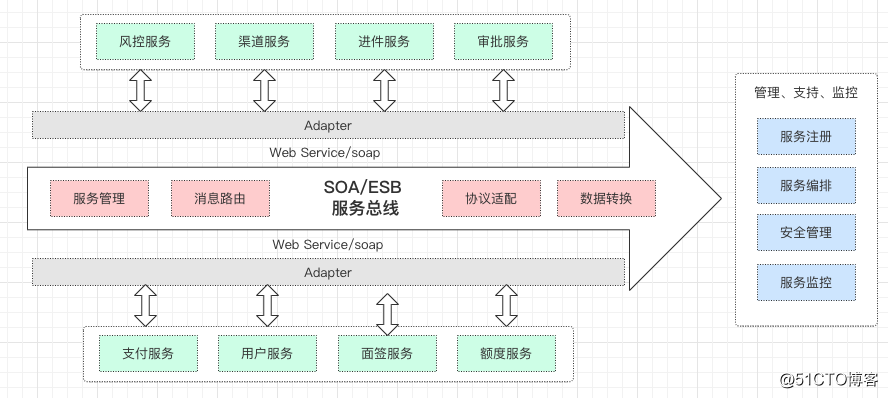 风控服务
渠道服务
进件服务
审批服务
Adapter
Web Service/soap
服务管理
消息路由
SOA/ESB
服务总线
协议适配
数据转换
Web Service/soap
Adapter
支付服务
用户服务
面签服务
额度服务
管理、支持、监控
服务注册
服务编排
安全管理
服务监控
@51CTO博客